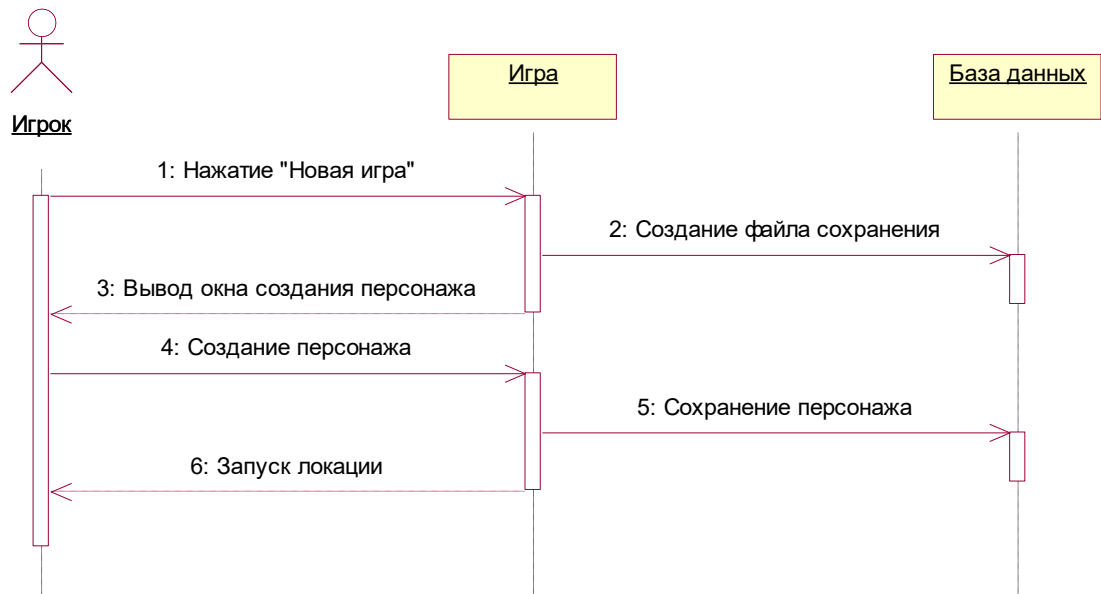 Игра
База данных
Игрок
1: Нажатие "Новая игра"
2: Создание файла сохранения
3: Вывод окна создания персонажа
4: Создание персонажа
5: Сохранение персонажа
6: Запуск локации